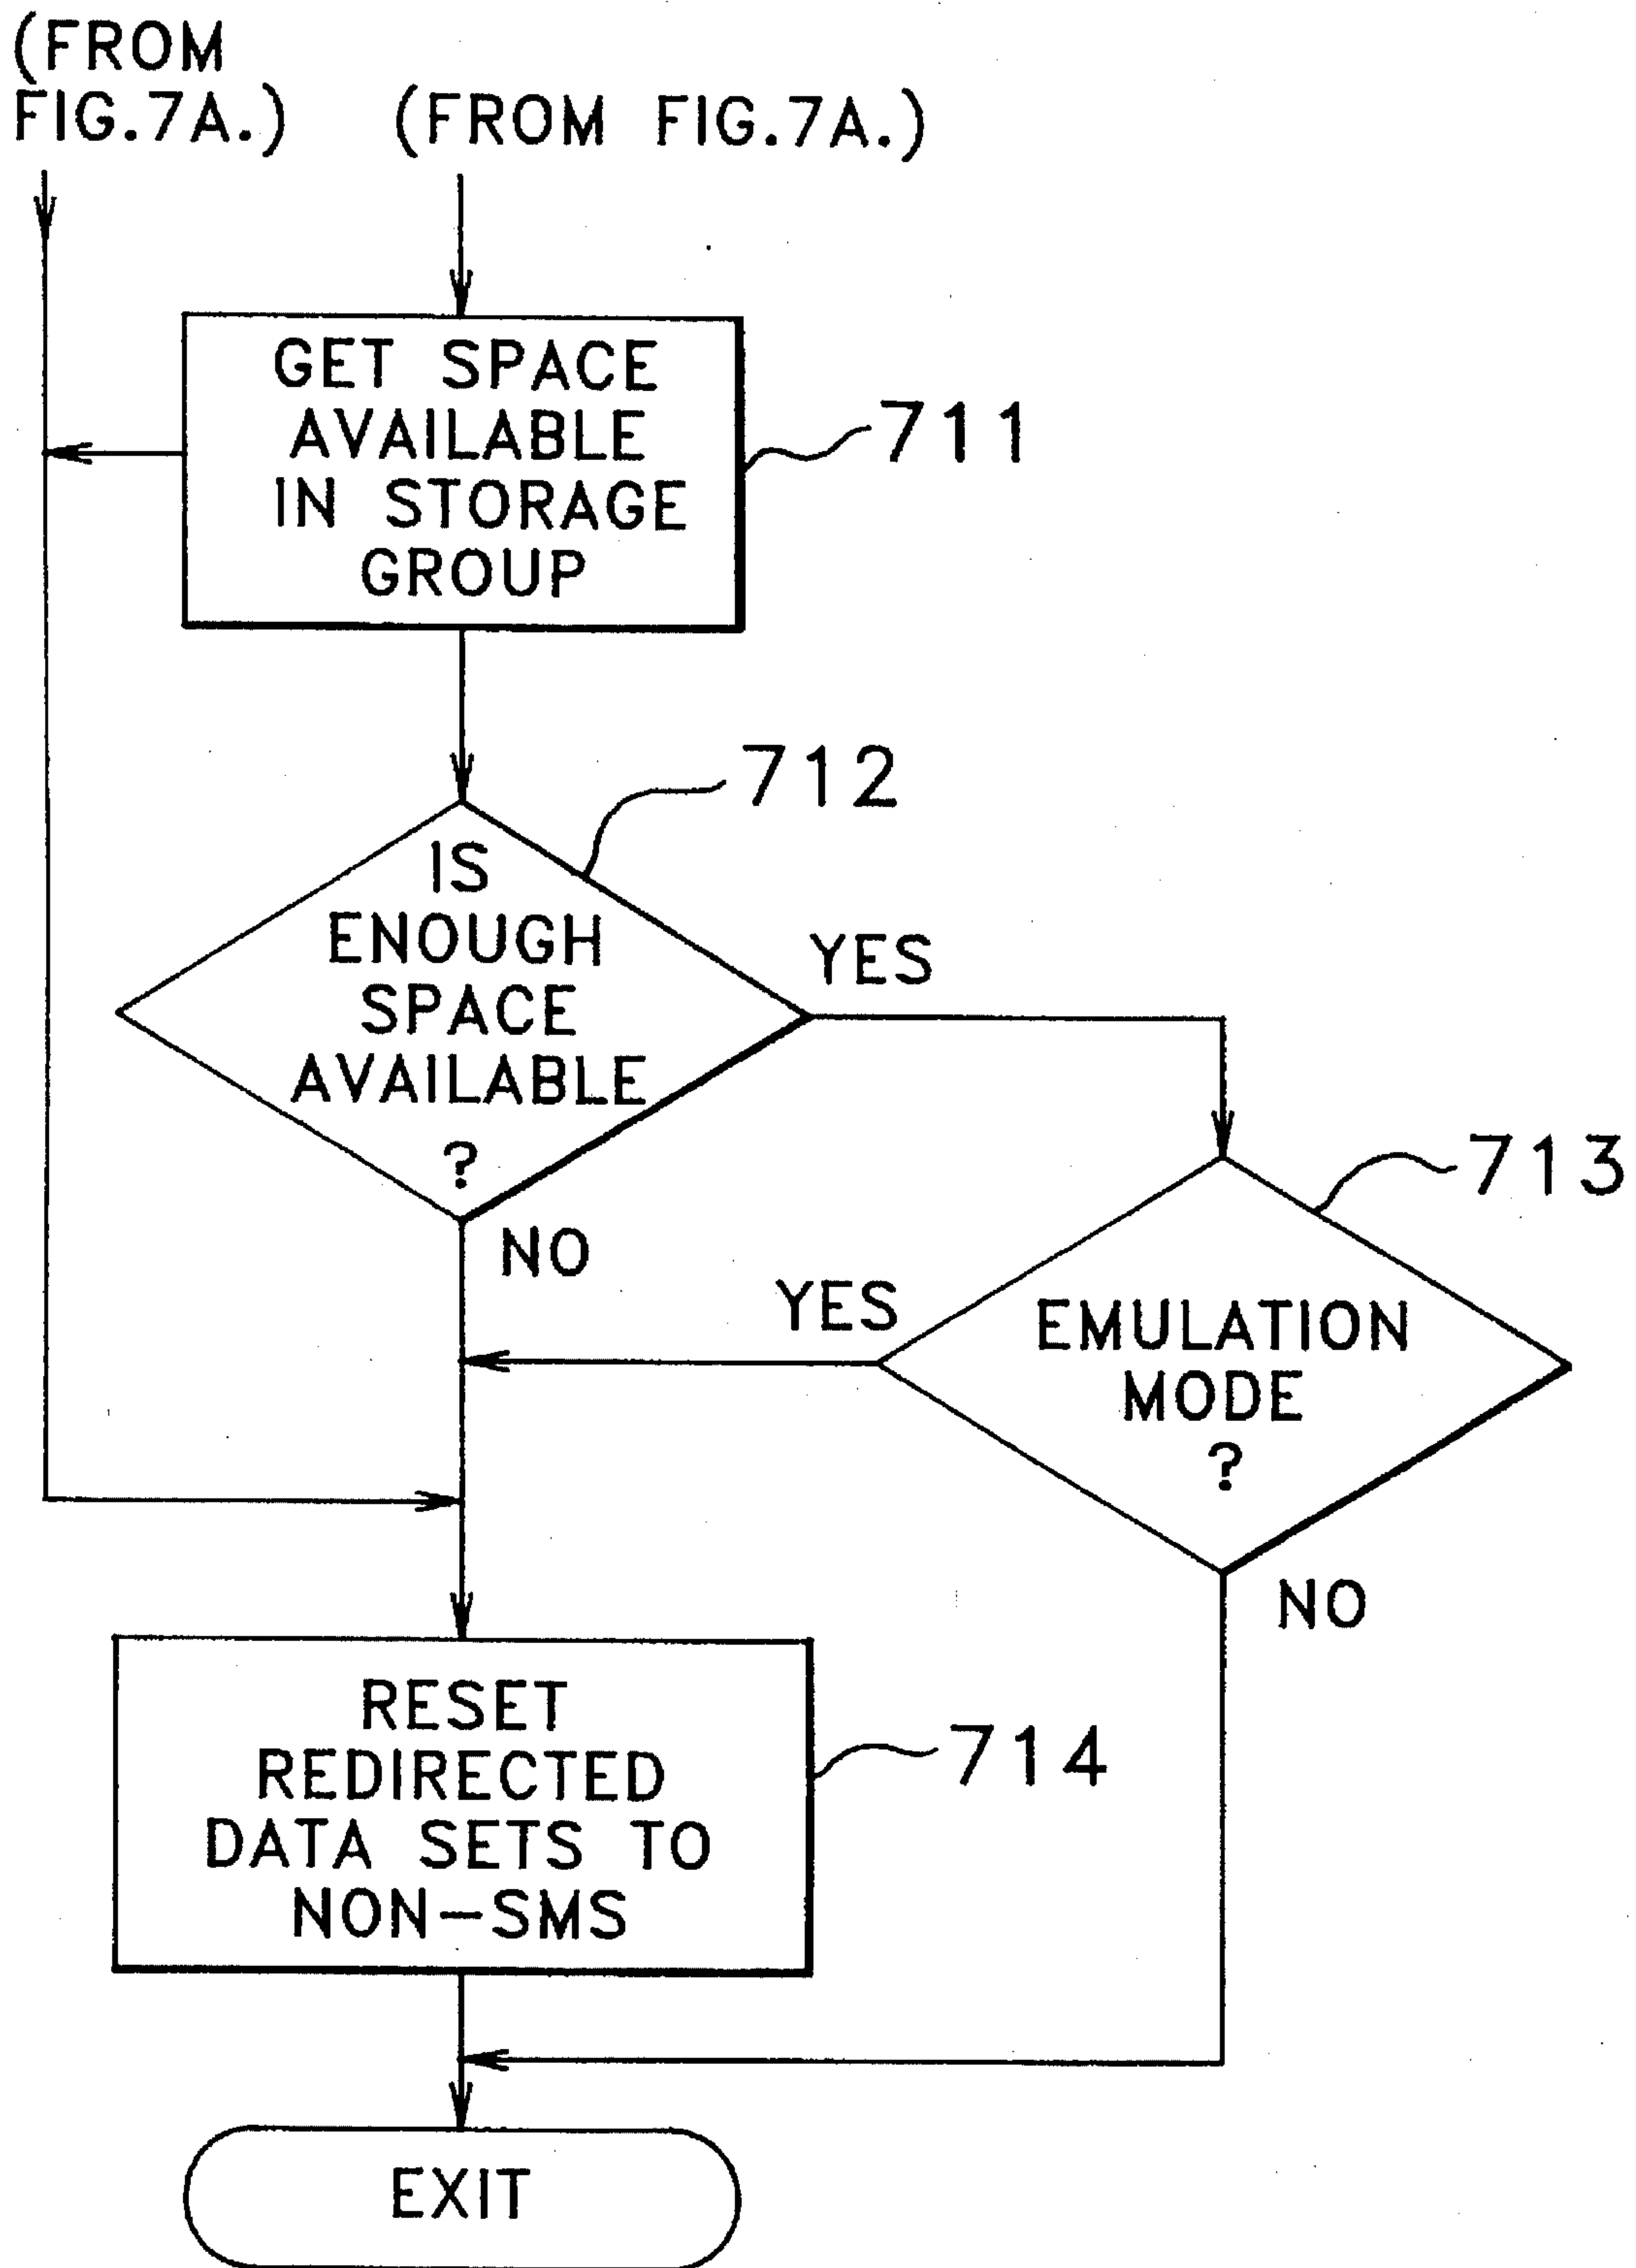 (FROM
FIG.7A.)
(FROM FIG.7A.)
GET SPACE
AVAILABLE
IN STORAGE
GROUP
711
712
IS
ENOUGH
SPACE
AVAILABLE
?
YES
NO
713
EMULATION
MODE
?
YES
NO
RESET
REDIRECTED
DATA SETS TO
NON-SMS
714
EXIT